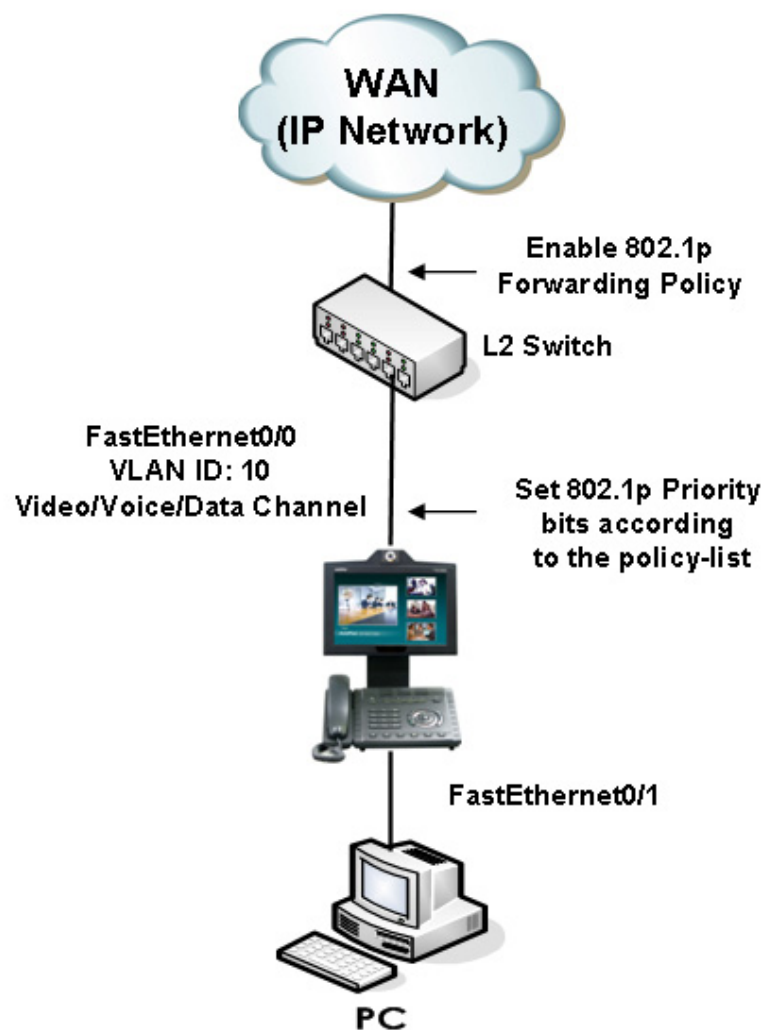 WAN
(IP Network)
Enable 802.1p
Forwarding Policy
L2 Switch
FastEthernet0/0
VLAN ID: 10
Video/Voice/Data Channel
Set 802.1p Priority
bits according
to the policy-list
FastEthernet0/1
PC